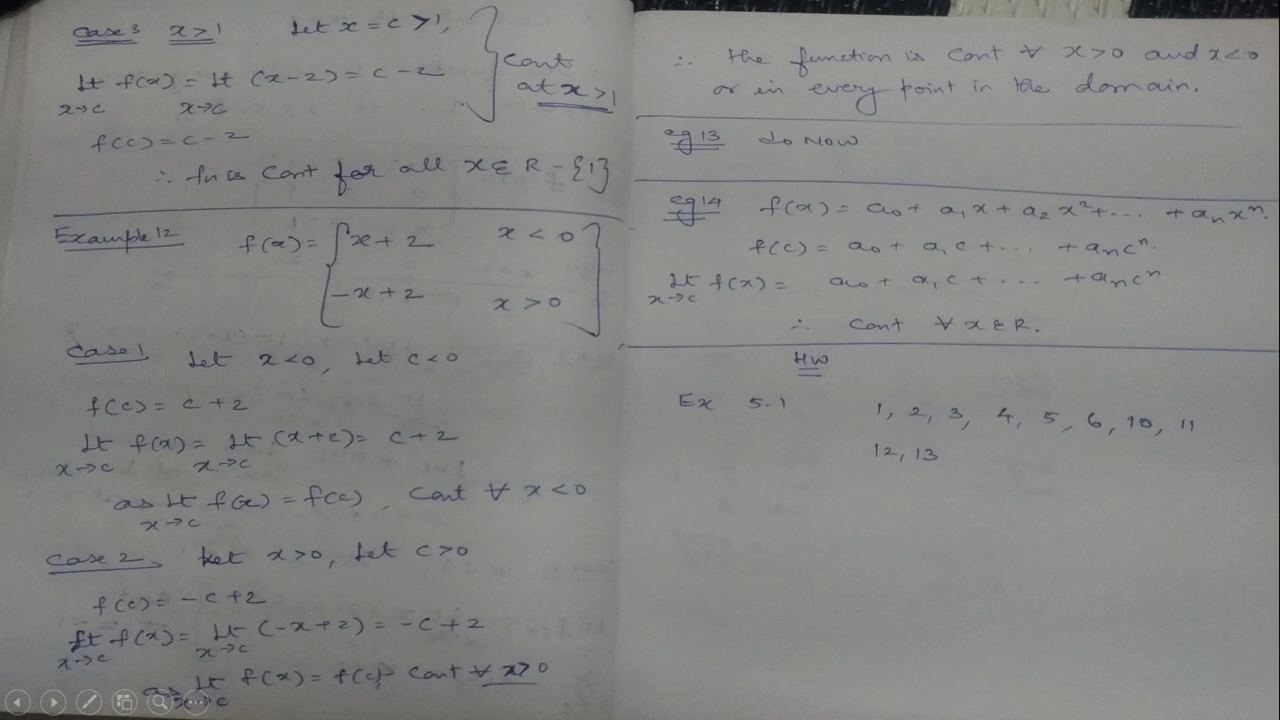 Case 3 x>1 Let x = c >1,
Lt f(x) = Lt (x-2) = c-2
x→c x→c
f(c) = c-2
Cont
at x>1
∴ fn is Cont for all x ε R - {1}
Example 12 f(x) = { x+2 x<0
-x+2 x>0
Case 1, Let x<0, Let c<0
f(c) = c+2
Lt f(x) = Lt (x+2) = c+2
x→c x→c
as Lt f(x) = f(c), Cont ∀ x<0
x→c
Case 2, Let x>0, Let c>0
f(c) = -c+2
Lt f(x) = Lt (-x+2) = -c+2
x→c x→c
as Lt f(x) = f(c) Cont ∀ x>0
x→c
∴ the function is Cont ∀ x>0 and x<0
or in every point in the domain.
eg 13 do Now
eg 14 f(x) = a₀ + a₁x + a₂x² + ... + aₙxⁿ.
f(c) = a₀ + a₁c + ... + aₙcⁿ.
Lt f(x) = a₀ + a₁c + ... + aₙcⁿ
x→c
∴ Cont ∀ x ε R.
HW
Ex 5.1 1, 2, 3, 4, 5, 6, 10, 11
12, 13